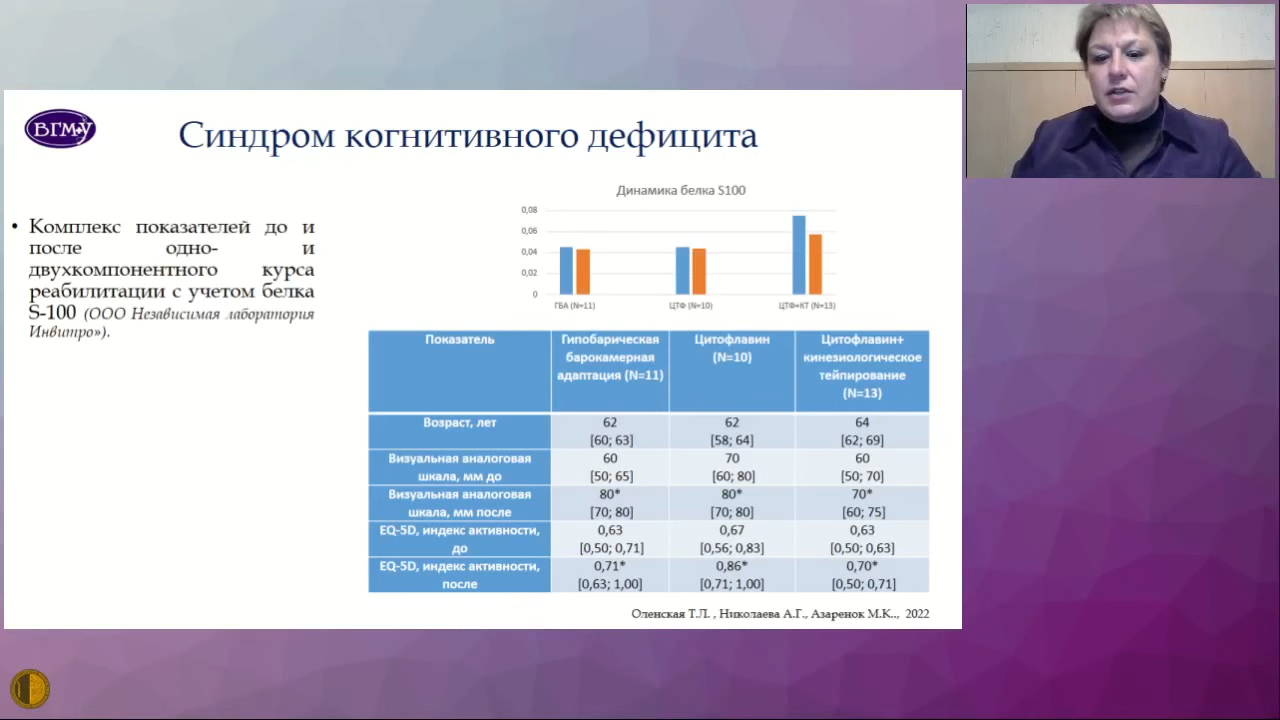 ВГМУ
Синдром когнитивного дефицита
• Комплекс показателей до и
после одно- и
двухкомпонентного курса
реабилитации с учетом белка
S-100 (ООО Независимая лаборатория
Инвитро»).
Динамика белка S100
0,08
0,06
0,04
0,02
0
ГБА (N=11) ЦТФ (N=10) ЦТФ+КТ (N=13)
Показатель
Гипобарическая
барокамерная
адаптация (N=11)
Цитофлавин
(N=10)
Цитофлавин+
кинезиологическое
тейпирование
(N=13)
Возраст, лет
62
[60; 63]
62
[58; 64]
64
[62; 69]
Визуальная аналоговая
шкала, мм до
60
[50; 65]
70
[60; 80]
60
[50; 70]
Визуальная аналоговая
шкала, мм после
80*
[70; 80]
80*
[70; 80]
70*
[60; 75]
EQ-5D, индекс активности,
до
0,63
[0,50; 0,71]
0,67
[0,56; 0,83]
0,63
[0,50; 0,63]
EQ-5D, индекс активности,
после
0,71*
[0,63; 1,00]
0,86*
[0,71; 1,00]
0,70*
[0,50; 0,71]
Оленская Т.Л. , Николаева А.Г., Азаренок М.К.., 2022